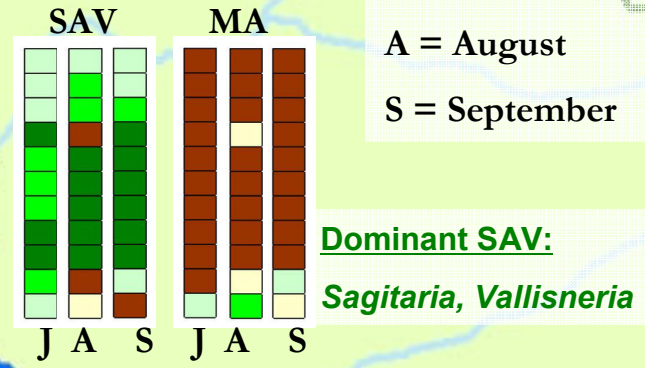 SAV MA
A = August
S = September
Dominant SAV:
Sagitaria, Vallisneria
J A S J A S